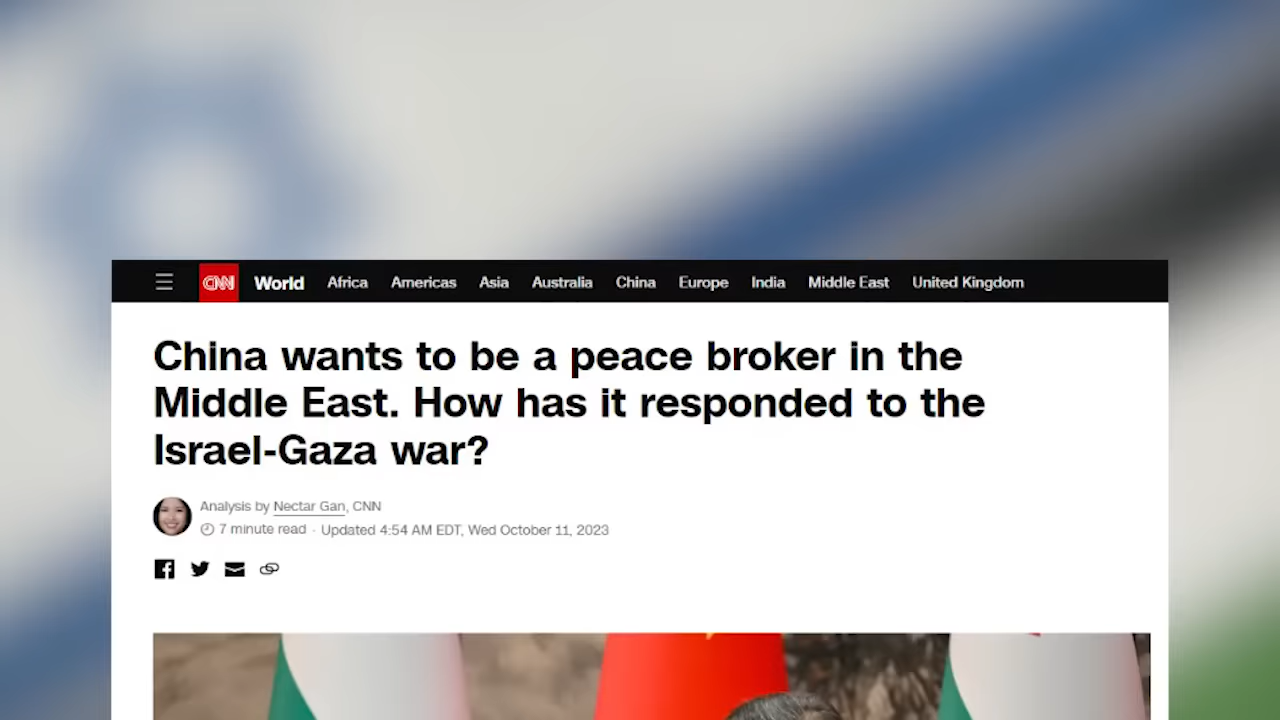 CNN World Africa Americas Asia Australia China Europe India Middle East United Kingdom
China wants to be a peace broker in the
Middle East. How has it responded to the
Israel-Gaza war?
Analysis by Nectar Gan, CNN
7 minute read · Updated 4:54 AM EDT, Wed October 11, 2023